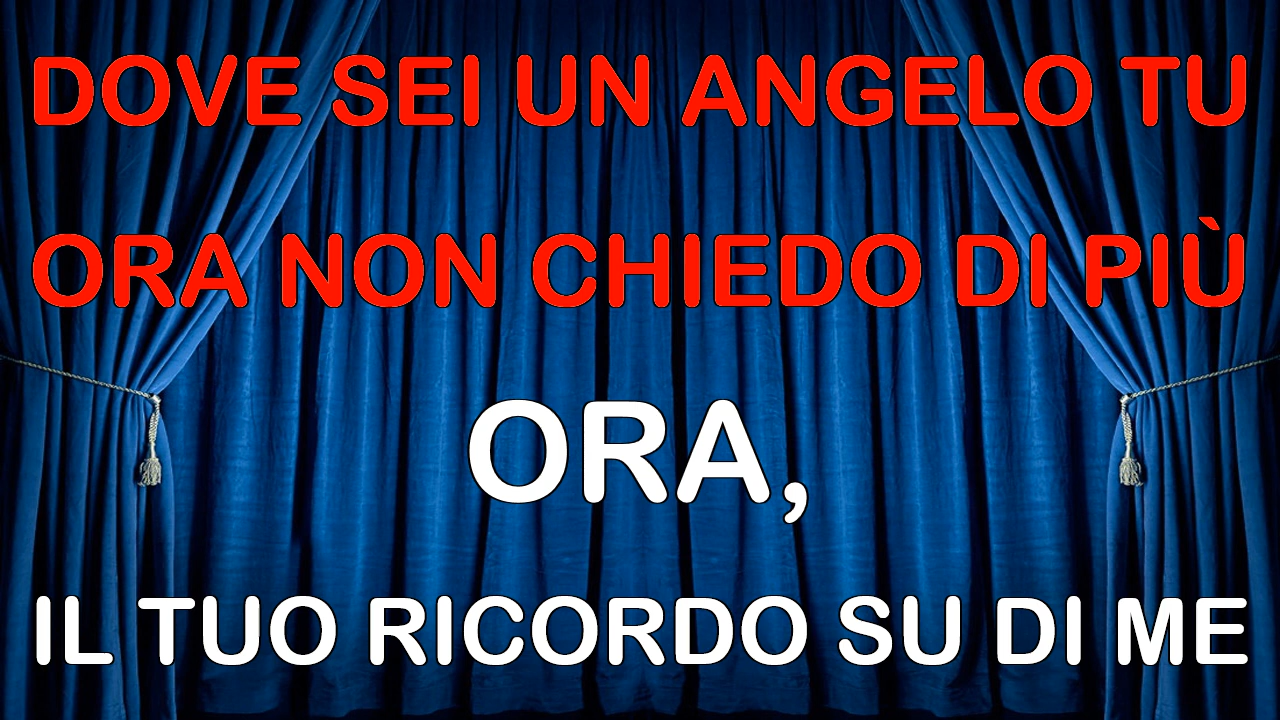 DOVE SEI UN ANGELO TU
ORA NON CHIEDO DI PIÙ
ORA,
IL TUO RICORDO SU DI ME